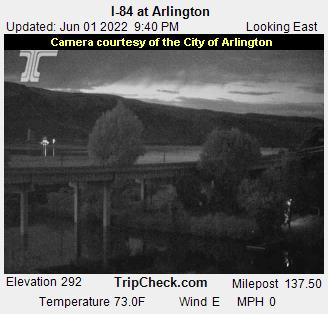 I-84 at Arlington
Updated: Jun 01 2022 9:40 PM Looking East
Camera courtesy of the City of Arlington
Elevation 292 TripCheck.com Milepost 137.50
Temperature 73.0F Wind E MPH 0